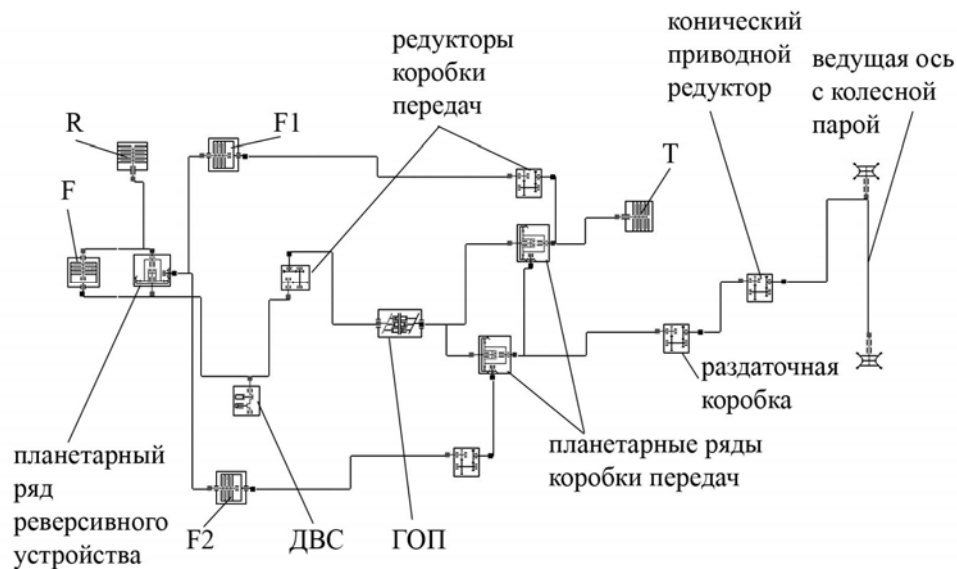 редукторы
коробки
передач
конический
приводной
редуктор
ведущая ось
с колесной
парой
R
F1
T
F
раздаточная
коробка
планетарный
ряд
реверсивного
устройства
F2
ДВС
ГОП
планетарные ряды
коробки передач